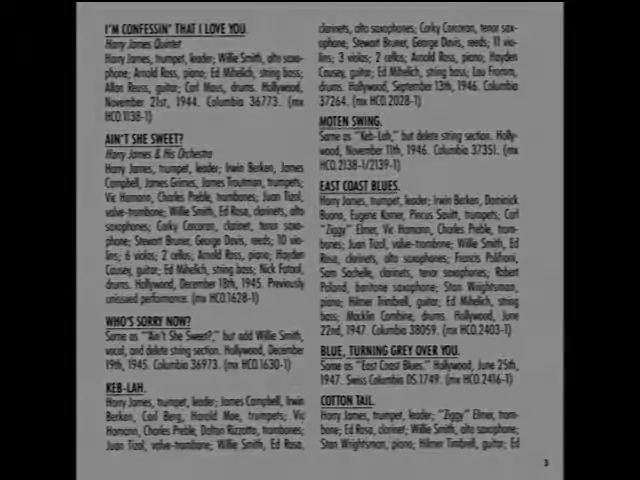 I'M CONFESSIN' THAT I LOVE YOU.
Harry James Quintet
Harry James, trumpet, leader; Willie Smith, alto saxo-
phone; Arnold Ross, piano; Ed Mihelich, string bass;
Allan Reuss, guitar; Carl Maus, drums. Hollywood,
November 21st, 1944. Columbia 36773. (mx
HCO.1138-1)
AIN'T SHE SWEET?
Harry James & His Orchestra
Harry James, trumpet, leader; Irwin Berken, James
Campbell, James Grimes, James Troutman, trumpets;
Vic Hamann, Charles Preble, trombones; Juan Tizol,
valve-trombone; Willie Smith, Ed Rosa, clarinets, alto
saxophones; Corky Corcoran, clarinet, tenor saxo-
phone; Stewart Bruner, George Davis, reeds; 10 vio-
lins; 6 violas; 2 cellos; Arnold Ross, piano; Hayden
Causey, guitar; Ed Mihelich, string bass; Nick Fatool,
drums. Hollywood, December 18th, 1945. Previously
unissued performance. (mx HCO.1628-1)
WHO'S SORRY NOW?
Same as "Ain't She Sweet?," but add Willie Smith,
vocal, and delete string section. Hollywood, December
19th, 1945. Columbia 36973. (mx HCO.1630-1)
KEB-LAH.
Harry James, trumpet, leader; James Campbell, Irwin
Berken, Carl Berg, Harold Moe, trumpets; Vic
Hamann, Charles Preble, Dalton Rizzotto, trombones;
Juan Tizol, valve-trombone; Willie Smith, Ed Rosa,
clarinets, alto saxophones; Corky Corcoran, tenor sax-
ophone; Stewart Bruner, George Davis, reeds; 11 vio-
lins; 3 violas; 2 cellos; Arnold Ross, piano; Hayden
Causey, guitar; Ed Mihelich, string bass; Lou Fromm,
drums. Hollywood, September 13th, 1946. Columbia
37264. (mx HCO.2028-1)
MOTEN SWING.
Same as "Keb-Lah," but delete string section. Holly-
wood, November 11th, 1946. Columbia 37351. (mx
HCO.2138-1/2139-1)
EAST COAST BLUES.
Harry James, trumpet, leader; Irwin Berken, Dominick
Buono, Eugene Komer, Pincus Savitt, trumpets; Carl
"Ziggy" Elmer, Vic Hamann, Charles Preble, trom-
bones; Juan Tizol, valve-trombone; Willie Smith, Ed
Rosa, clarinets, alto saxophones; Francis Polifroni,
Sam Sachelle, clarinets, tenor saxophones; Robert
Poland, baritone saxophone; Stan Wrightsman,
piano; Hilmer Timbrell, guitar; Ed Mihelich, string
bass; Macklin Combine, drums. Hollywood, June
22nd, 1947. Columbia 38059. (mx HCO.2403-1)
BLUE, TURNING GREY OVER YOU.
Same as "East Coast Blues." Hollywood, June 25th,
1947. Swiss Columbia DS.1749. (mx HCO.2416-1)
COTTON TAIL.
Harry James, trumpet, leader; "Ziggy" Elmer, trom-
bone; Ed Rosa, clarinet; Willie Smith, alto saxophone;
Stan Wrightsman, piano; Hilmer Timbrell, guitar; Ed
3